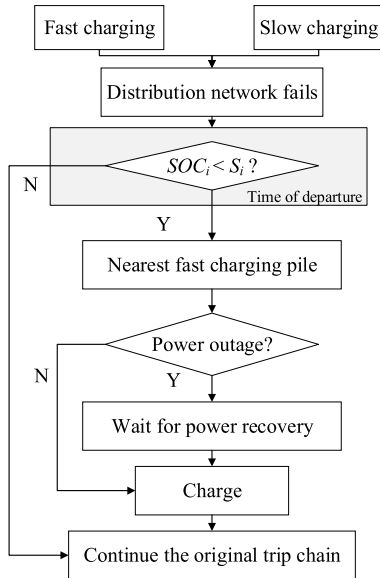 Fast charging
Slow charging
Distribution network fails
SOCi < Si ?
N
Time of departure
Y
Nearest fast charging pile
Power outage?
N
Y
Wait for power recovery
Charge
Continue the original trip chain